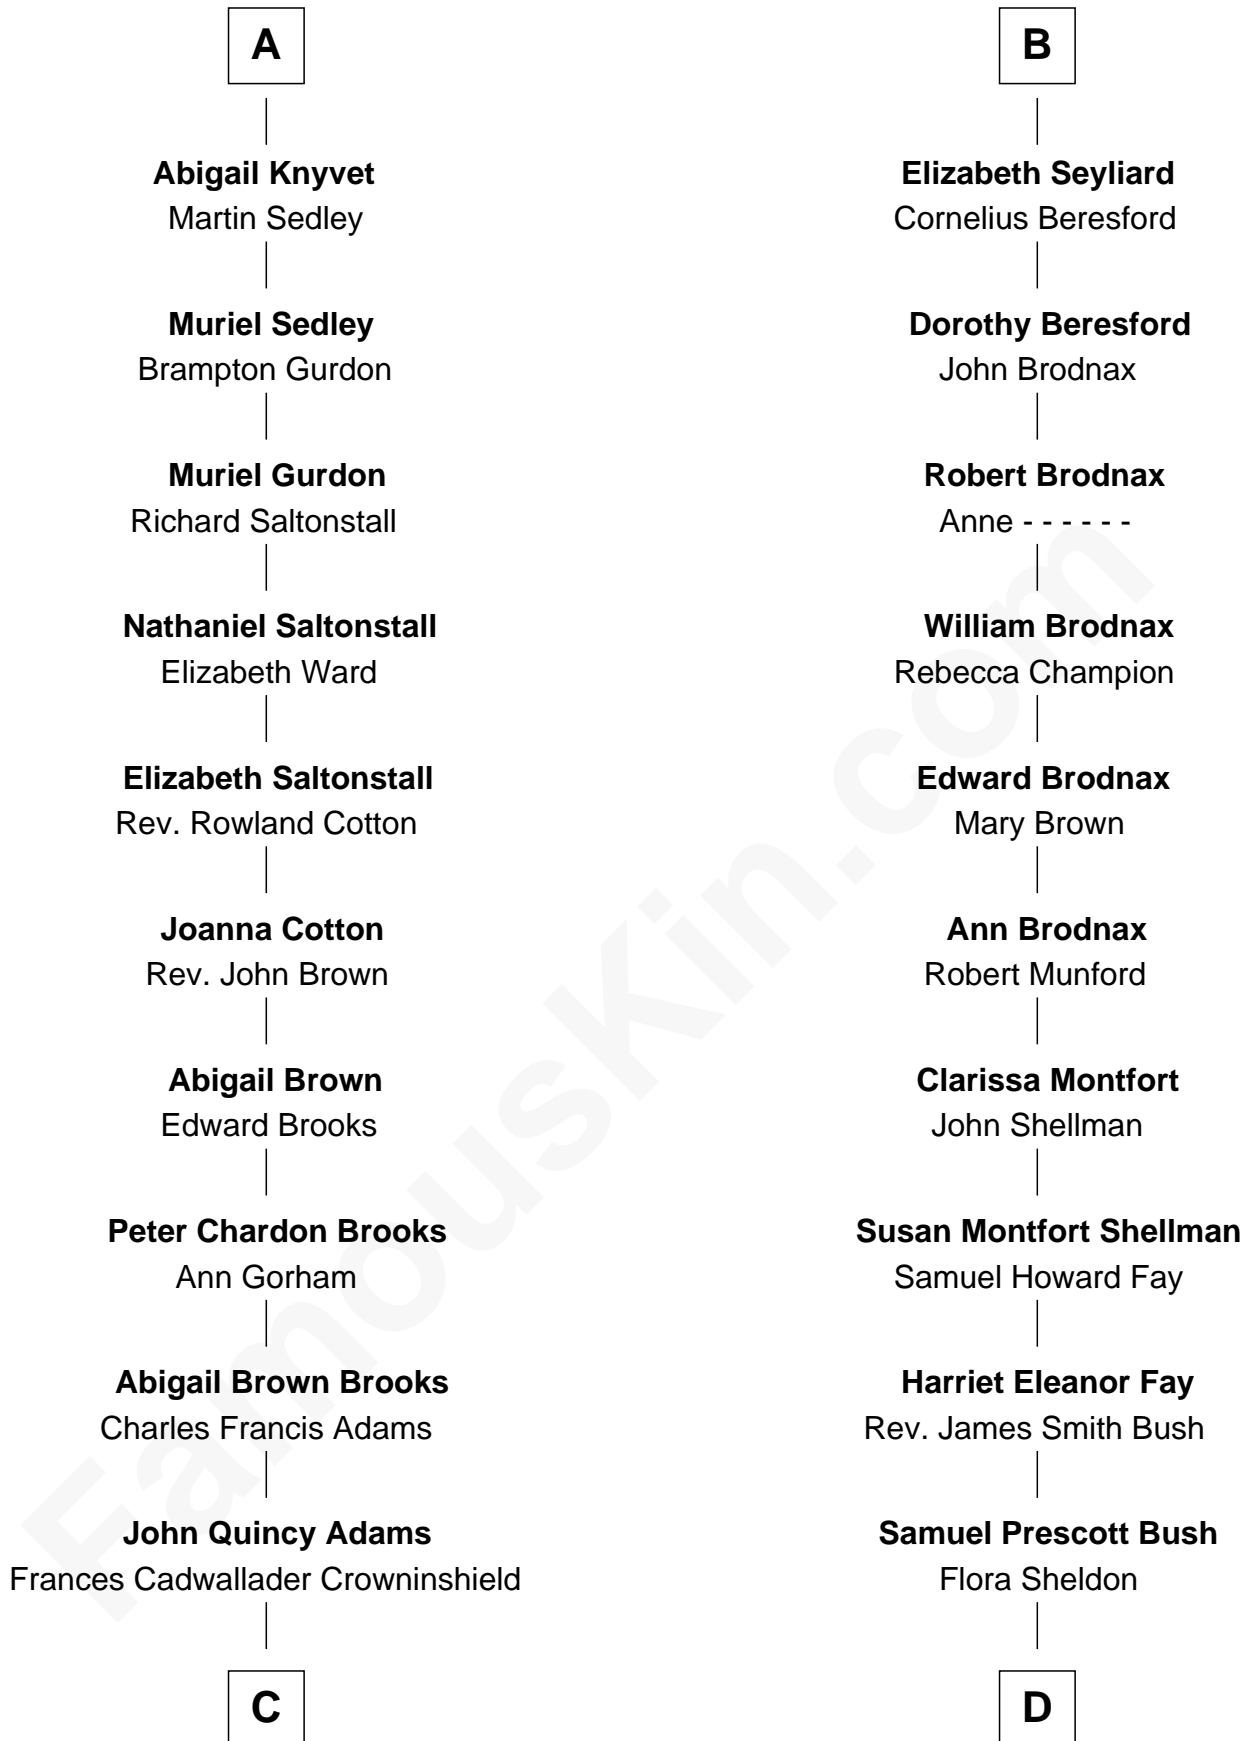 A
Abigail Knyvet
Martin Sedley
Muriel Sedley
Brampton Gurdon
Muriel Gurdon
Richard Saltonstall
Nathaniel Saltonstall
Elizabeth Ward
Elizabeth Saltonstall
Rev. Rowland Cotton
Joanna Cotton
Rev. John Brown
Abigail Brown
Edward Brooks
Peter Chardon Brooks
Ann Gorham
Abigail Brown Brooks
Charles Francis Adams
John Quincy Adams
Frances Cadwallader Crowninshield
C
B
Elizabeth Seyliard
Cornelius Beresford
Dorothy Beresford
John Brodnax
Robert Brodnax
Anne - - - - - -
William Brodnax
Rebecca Champion
Edward Brodnax
Mary Brown
Ann Brodnax
Robert Munford
Clarissa Montfort
John Shellman
Susan Montfort Shellman
Samuel Howard Fay
Harriet Eleanor Fay
Rev. James Smith Bush
Samuel Prescott Bush
Flora Sheldon
D
FamousKin.com